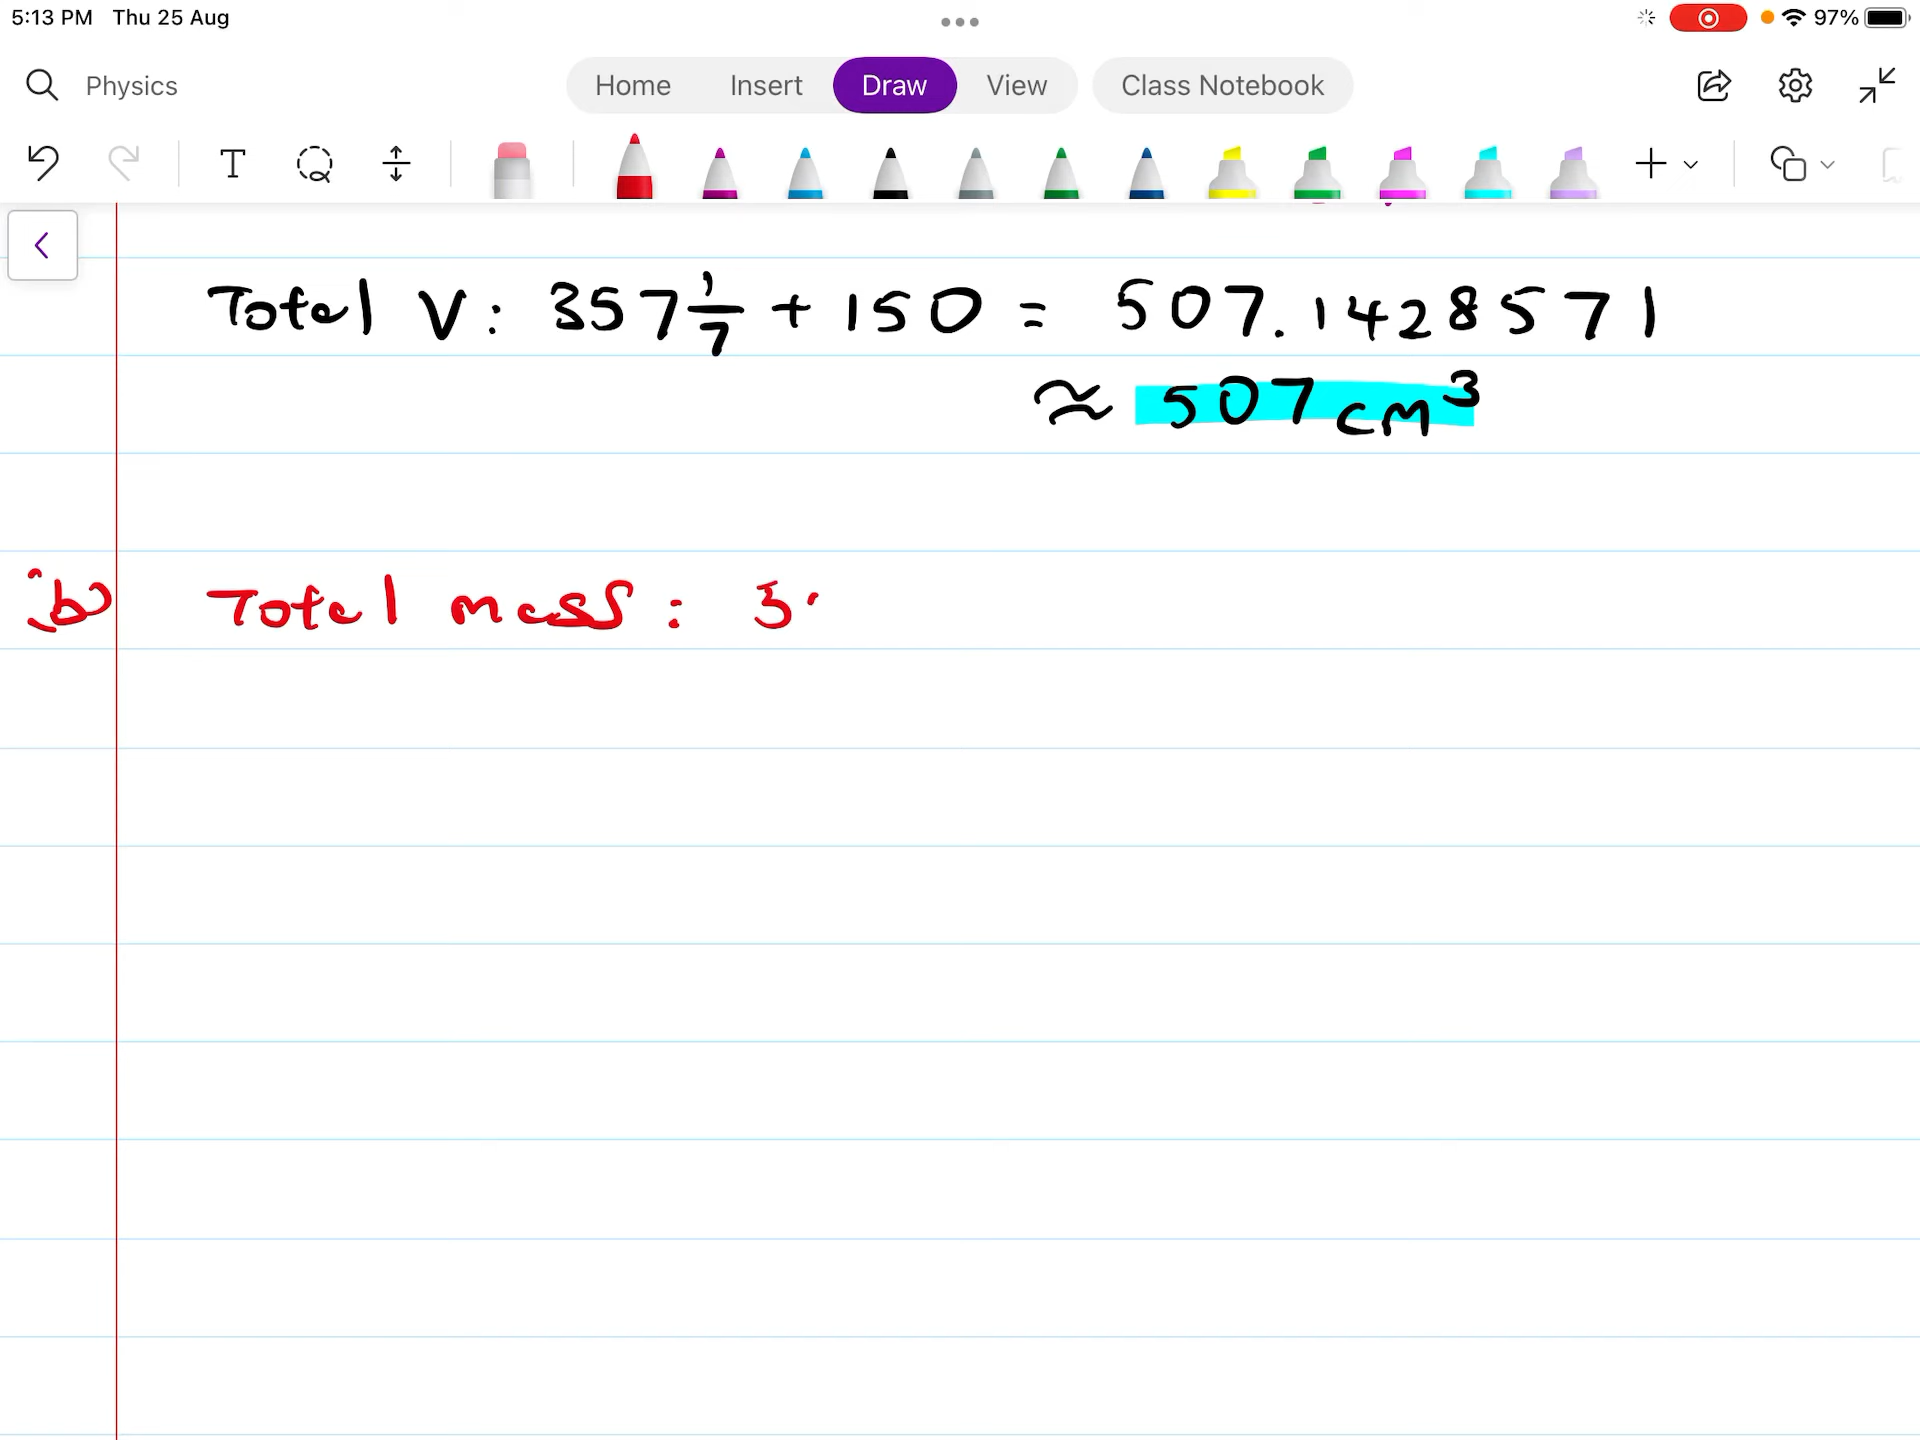 5:13 PM Thu 25 Aug
97%
Physics
Home Insert Draw View Class Notebook
T
Total V: 357 1/7 + 150 = 507.1428571
≈ 507 cm³
b) Total mass: 5